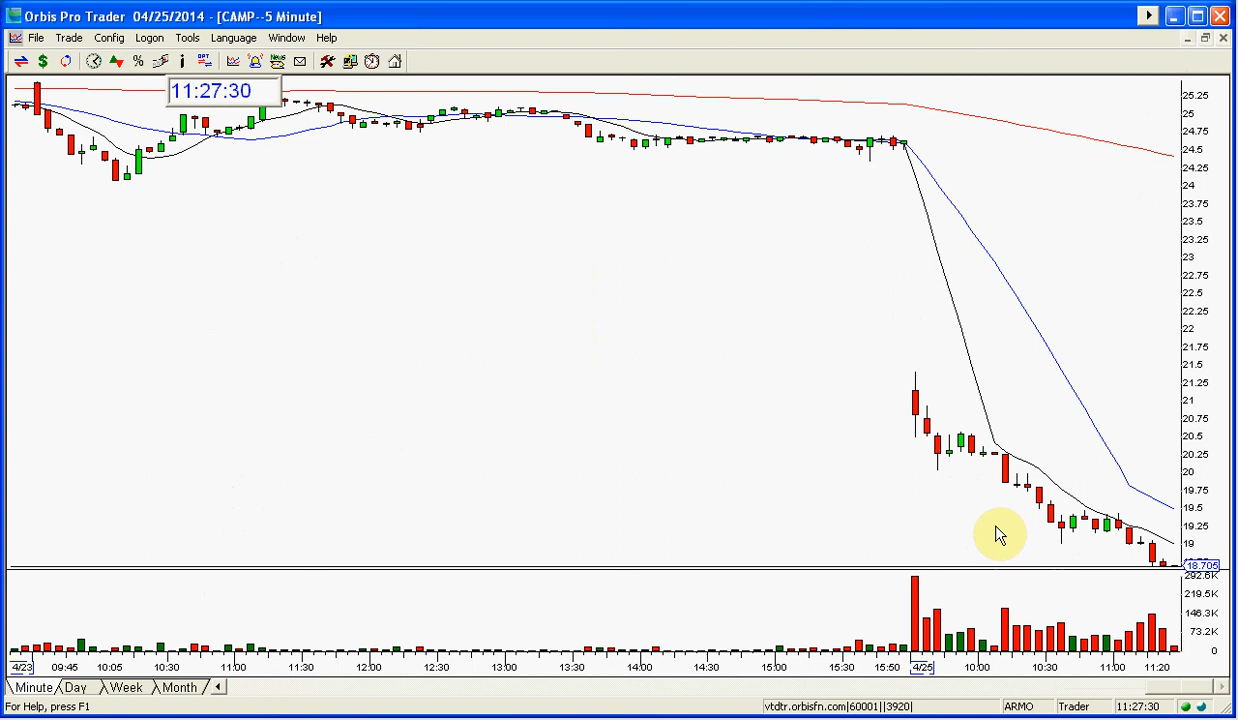 Orbis Pro Trader 04/25/2014 - [CAMP--5 Minute]
File Trade Config Logon Tools Language Window Help
$ % i OPT News
11:27:30
25.25
25
24.75
24.5
24.25
24
23.75
23.5
23.25
23
22.75
22.5
22.25
22
21.75
21.5
21.25
21
20.75
20.5
20.25
20
19.75
19.5
19.25
19
18.705
292.6K
219.5K
146.3K
73.2K
0
4/23 09:45 10:05 10:30 11:00 11:30 12:00 12:30 13:00 13:30 14:00 14:30 15:00 15:30 15:50 4/25 10:00 10:30 11:00 11:20
Minute Day Week Month
For Help, press F1 vtdtr.orbisfn.com|60001||3920| ARMO Trader 11:27:30